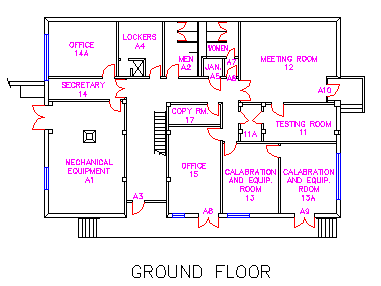 OFFICE
14A
LOCKERS
A4
MEN
A2
WOMEN
JAN.
A5
A7
A6
MEETING ROOM
12
A10
SECRETARY
14
COPY RM.
17
11A
TESTING ROOM
11
MECHANICAL
EQUIPMENT
A1
OFFICE
15
CALABRATION
AND EQUIP.
ROOM
13
CALABRATION
AND EQUIP.
ROOM
13A
A3
A8
A9
GROUND FLOOR